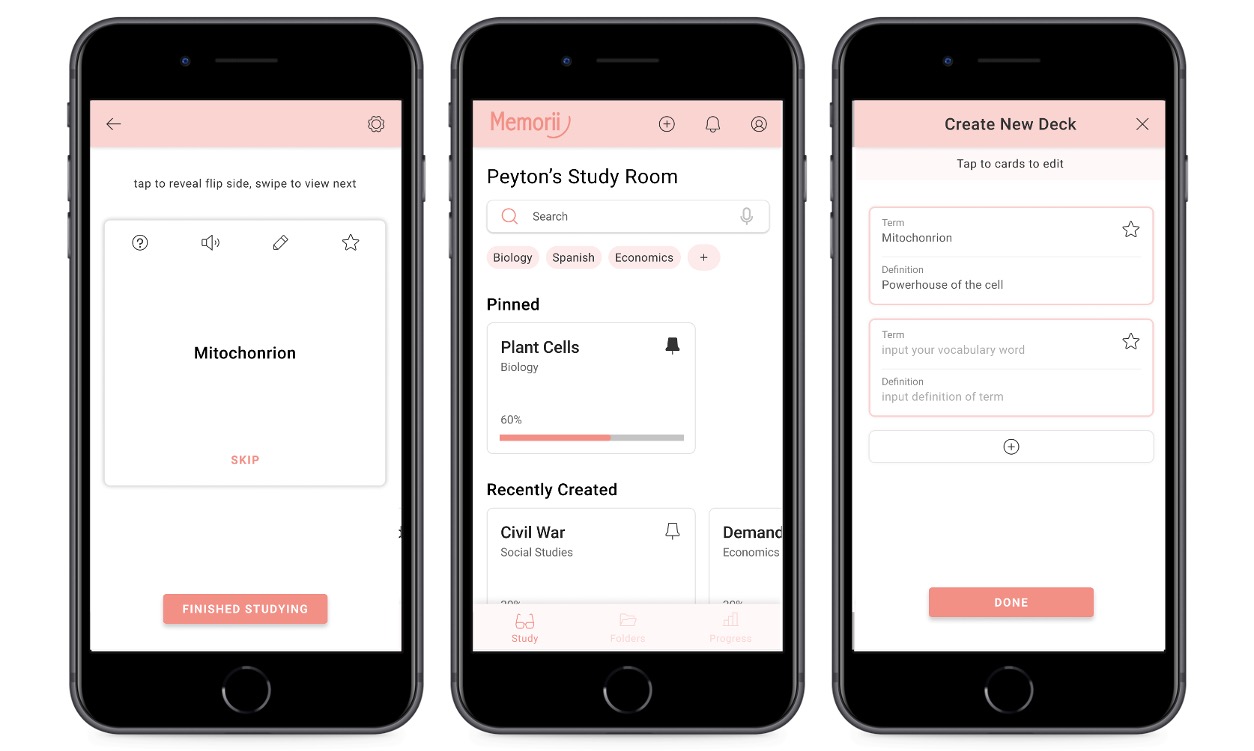 tap to reveal flip side, swipe to view next
Mitochonrion
SKIP
FINISHED STUDYING
Memorii
Peyton's Study Room
Search
Biology Spanish Economics +
Pinned
Plant Cells
Biology
60%
Recently Created
Civil War
Social Studies
Demand
Economics
Study Folders Progress
Create New Deck
Tap to cards to edit
Term
Mitochonrion
Definition
Powerhouse of the cell
Term
input your vocabulary word
Definition
input definition of term
DONE